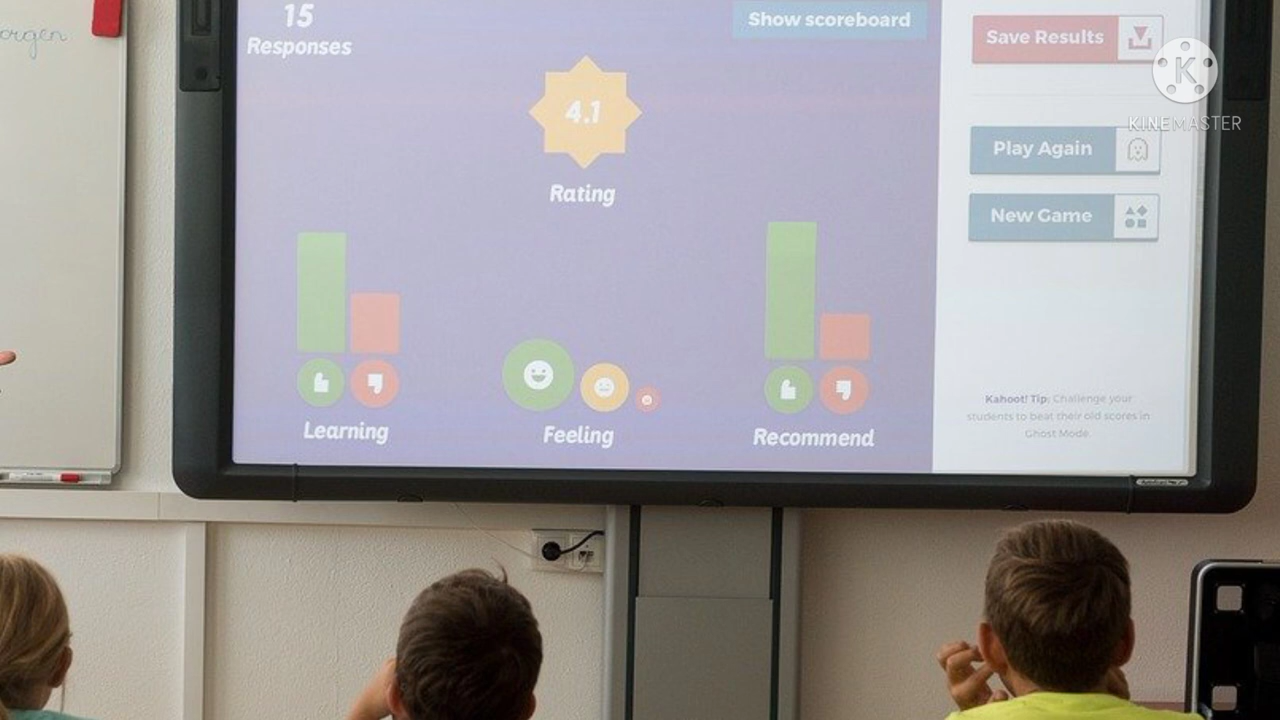 orgen
15
Responses
Show scoreboard
4.1
Rating
Learning
Feeling
Recommend
Save Results
Play Again
New Game
Kahoot! Tip: Challenge your
students to beat their old scores in
Ghost Mode.
K
KINEMASTER